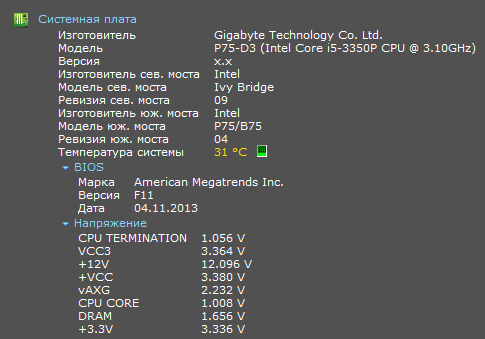 Системная плата
Изготовитель Gigabyte Technology Co. Ltd.
Модель P75-D3 (Intel Core i5-3350P CPU @ 3.10GHz)
Версия x.x
Изготовитель сев. моста Intel
Модель сев. моста Ivy Bridge
Ревизия сев. моста 09
Изготовитель юж. моста Intel
Модель юж. моста P75/B75
Ревизия юж. моста 04
Температура системы 31 °C
BIOS
Марка American Megatrends Inc.
Версия F11
Дата 04.11.2013
Напряжение
CPU TERMINATION 1.056 V
VCC3 3.364 V
+12V 12.096 V
+VCC 3.380 V
vAXG 2.232 V
CPU CORE 1.008 V
DRAM 1.656 V
+3.3V 3.336 V